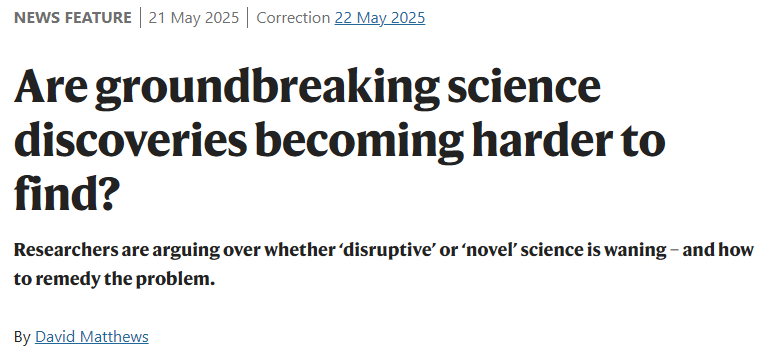 NEWS FEATURE | 21 May 2025 | Correction 22 May 2025
Are groundbreaking science
discoveries becoming harder to
find?
Researchers are arguing over whether ‘disruptive’ or ‘novel’ science is waning – and how
to remedy the problem.
By David Matthews